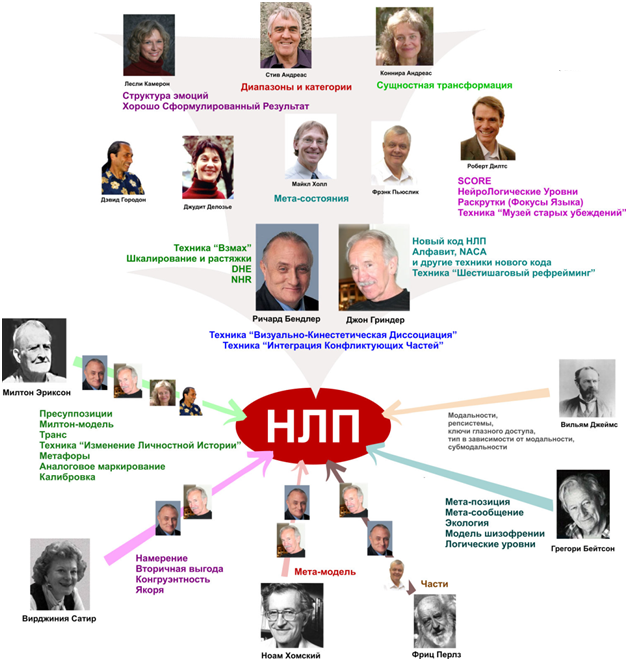 Лесли Камерон
Структура эмоций
Хорошо Сформулированный Результат
Стив Андреас
Диапазоны и категории
Коннира Андреас
Сущностная трансформация
Дэвид Городон
Джудит Делозье
Майкл Холл
Мета-состояния
Фрэнк Пьюслик
Роберт Дилтс
SCORE
НейроЛогические Уровни
Раскрутки (Фокусы Языка)
Техника “Музей старых убеждений”
Техника “Взмах”
Шкалирование и растяжки
DHE
NHR
Ричард Бендлер
Джон Гриндер
Новый код НЛП
Алфавит, NACA
и другие техники нового кода
Техника “Шестишаговый рефрейминг”
Техника “Визуально-Кинестетическая Диссоциация”
Техника “Интеграция Конфликтующих Частей”
НЛП
Милтон Эриксон
Пресуппозиции
Милтон-модель
Транс
Техника “Изменение Личностной Истории”
Метафоры
Аналоговое маркирование
Калибровка
Вильям Джеймс
Модальности,
репсистемы,
ключи глазного доступа,
тип в зависимости от модальности,
субмодальности
Мета-позиция
Мета-сообщение
Экология
Модель шизофрении
Логические уровни
Грегори Бейтсон
Вирджиния Сатир
Намерение
Вторичная выгода
Конгруэнтность
Якоря
Мета-модель
Ноам Хомский
Части
Фриц Перлз